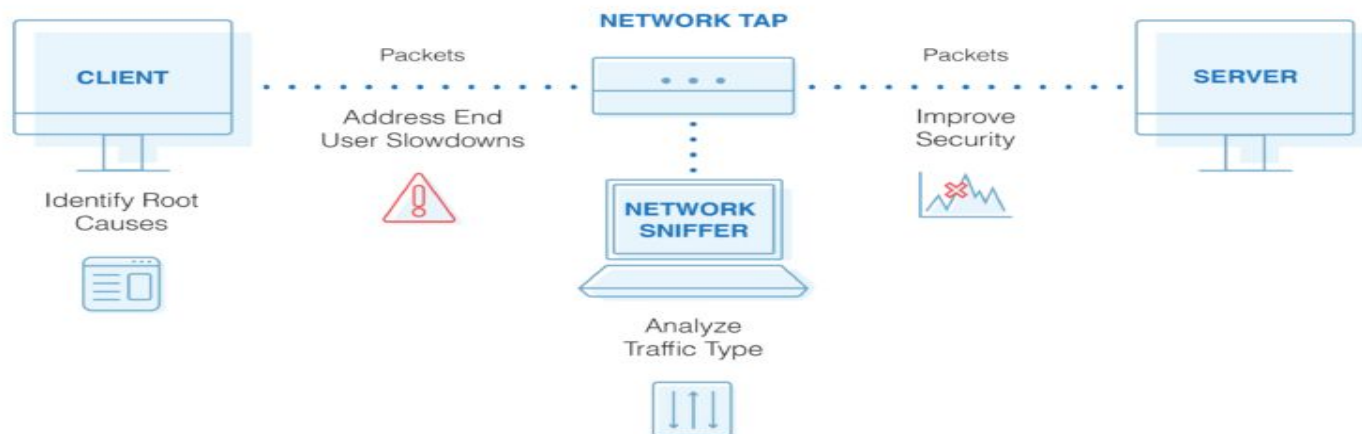 NETWORK TAP
Packets
Packets
CLIENT
SERVER
Address End
User Slowdowns
Improve
Security
Identify Root
Causes
NETWORK
SNIFFER
Analyze
Traffic Type